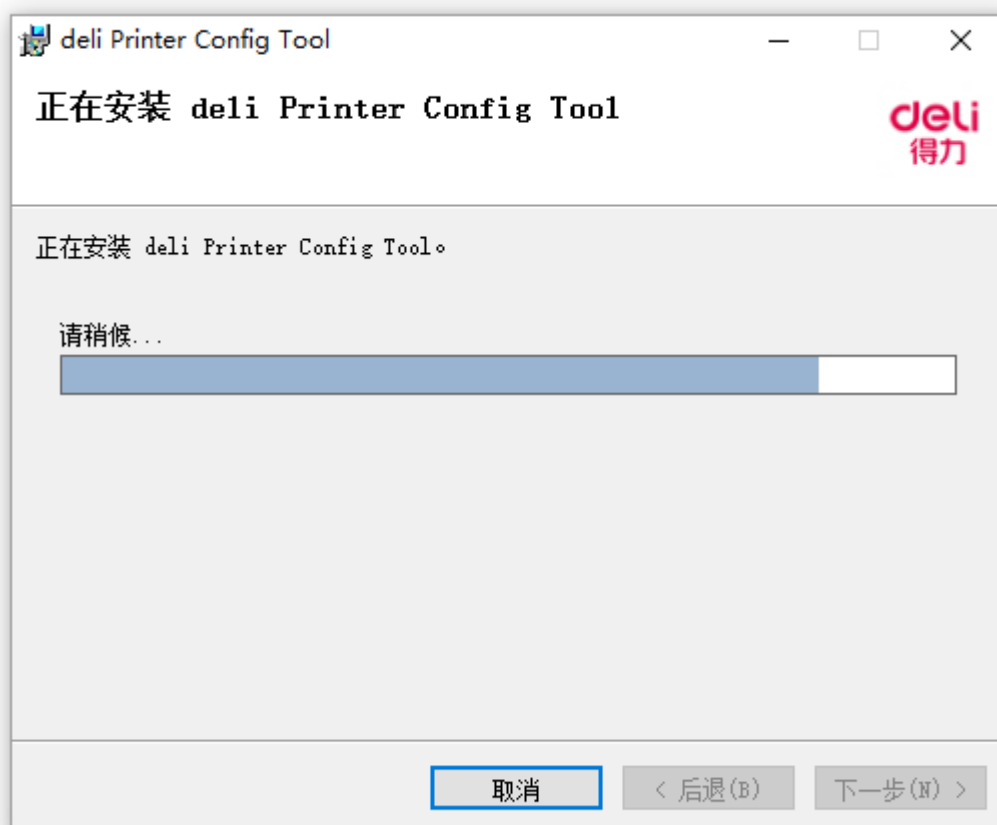 deli Printer Config Tool
正在安装 deli Printer Config Tool
deli
得力
正在安装 deli Printer Config Tool。
请稍候...
取消
< 后退(B)
下一步(N) >